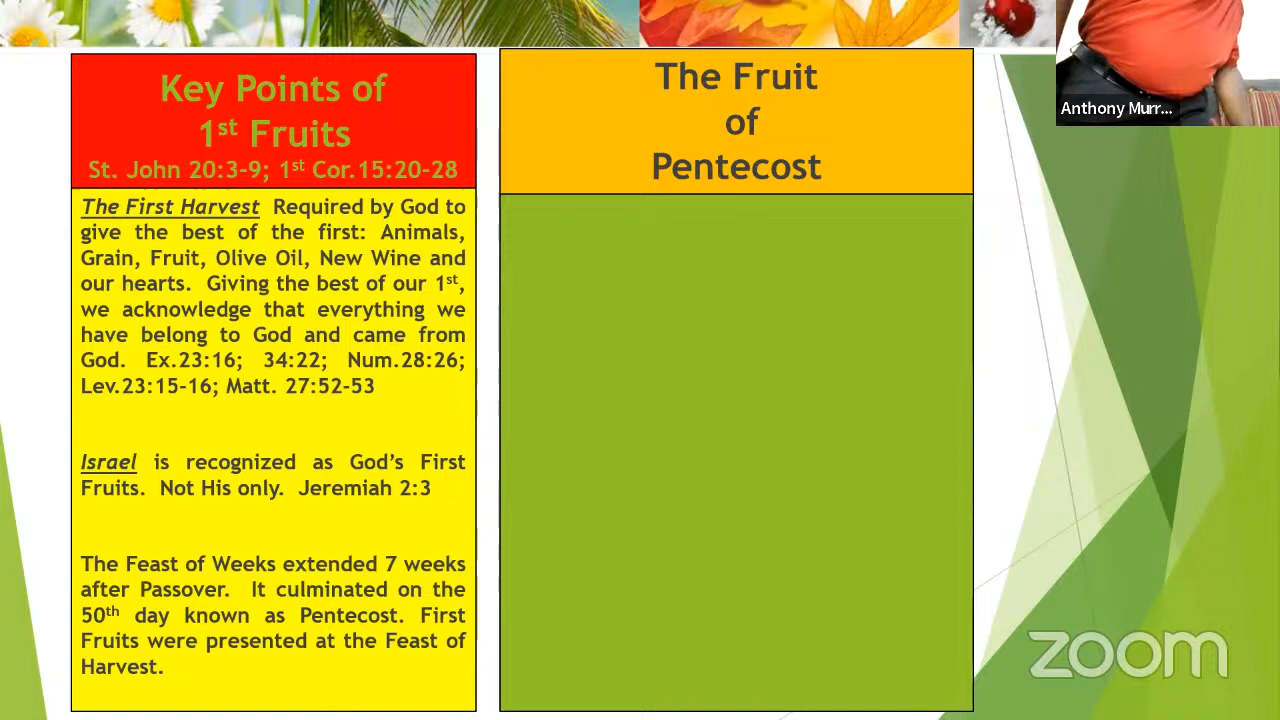 Key Points of
1st Fruits
St. John 20:3-9; 1st Cor.15:20-28
The First Harvest Required by God to
give the best of the first: Animals,
Grain, Fruit, Olive Oil, New Wine and
our hearts. Giving the best of our 1st,
we acknowledge that everything we
have belong to God and came from
God. Ex.23:16; 34:22; Num.28:26;
Lev.23:15-16; Matt. 27:52-53
Israel is recognized as God’s First
Fruits. Not His only. Jeremiah 2:3
The Feast of Weeks extended 7 weeks
after Passover. It culminated on the
50th day known as Pentecost. First
Fruits were presented at the Feast of
Harvest.
The Fruit
of
Pentecost
Anthony Murr...
zoom